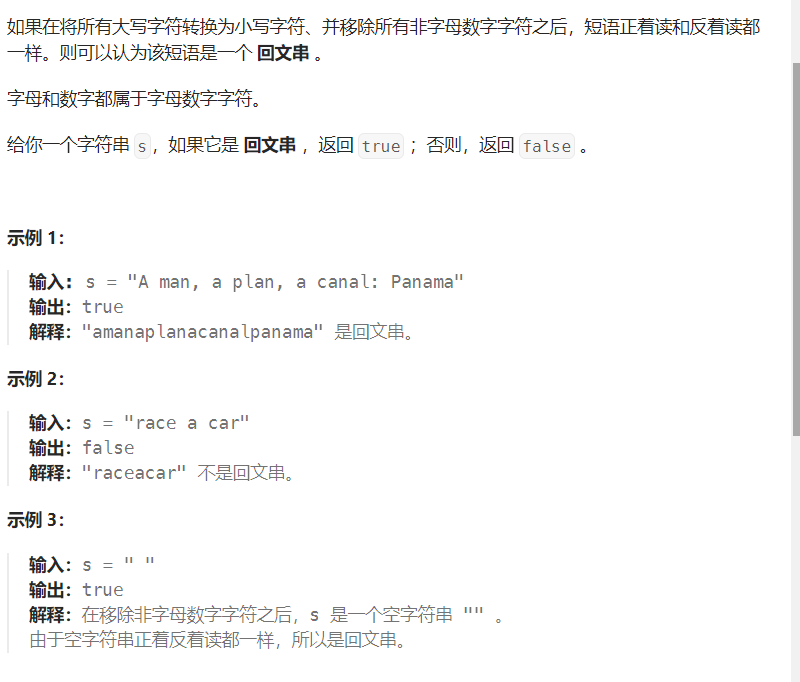 如果在将所有大写字符转换为小写字符、并移除所有非字母数字字符之后，短语正着读和反着读都
一样。则可以认为该短语是一个 回文串 。
字母和数字都属于字母数字字符。
给你一个字符串 s，如果它是 回文串 ，返回 true ；否则，返回 false 。
示例 1：
输入: s = "A man, a plan, a canal: Panama"
输出：true
解释："amanaplanacanalpanama" 是回文串。
示例 2：
输入：s = "race a car"
输出：false
解释："raceacar" 不是回文串。
示例 3：
输入：s = " "
输出：true
解释：在移除非字母数字字符之后，s 是一个空字符串 "" 。
由于空字符串正着反着读都一样，所以是回文串。